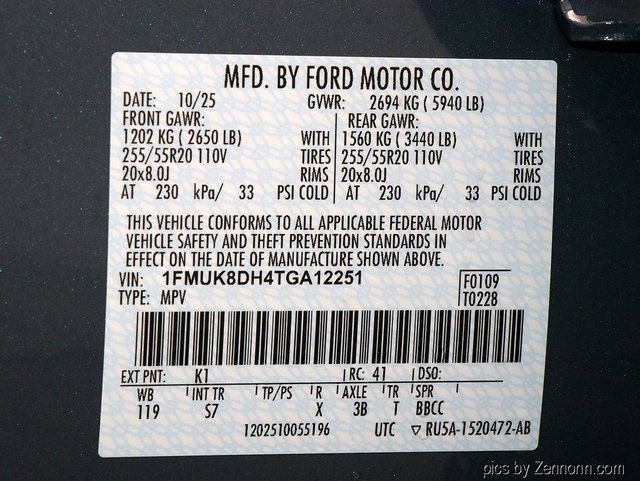 MFD. BY FORD MOTOR CO.
DATE: 10/25 GVWR: 2694 KG ( 5940 LB)
FRONT GAWR: REAR GAWR:
1202 KG ( 2650 LB) WITH 1560 KG ( 3440 LB) WITH
255/55R20 110V TIRES 255/55R20 110V TIRES
20x8.0J RIMS 20x8.0J RIMS
AT 230 kPa/ 33 PSI COLD AT 230 kPa/ 33 PSI COLD
THIS VEHICLE CONFORMS TO ALL APPLICABLE FEDERAL MOTOR
VEHICLE SAFETY AND THEFT PREVENTION STANDARDS IN
EFFECT ON THE DATE OF MANUFACTURE SHOWN ABOVE.
VIN: 1FMUK8DH4TGA12251 F0109
TYPE: MPV T0228
EXT PNT: K1 RC: 41 DSO:
WB INT TR TP/PS R AXLE TR SPR
119 S7 X 3B T BBCC
1202510055196 UTC ▽ RU5A-1520472-AB
pics by Zennonn.com